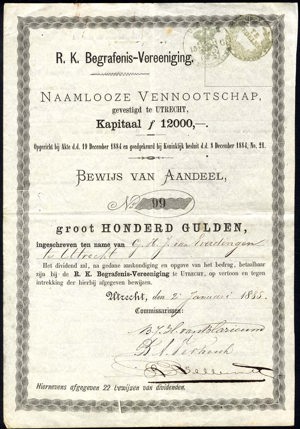 R. K. Begrafenis-Vereeniging,
NAAMLOOZE VENNOOTSCHAP,
gevestigd te UTRECHT,
Kapitaal ƒ 12000,—.
Opgericht bij Akte d.d. 19 December 1884 en goedgekeurd bij Koninklijk besluit d.d. 8 December 1884, No. 21.
BEWIJS VAN AANDEEL,
No. 99
groot HONDERD GULDEN,
ingeschreven ten name van
te Utrecht
Het dividend zal, na gedane aankondiging en opgave van het bedrag, betaalbaar
zijn bij de R. K. Begrafenis-Vereeniging te UTRECHT, op vertoon en tegen
intrekking der hierbij afgegeven bewijzen.
Utrecht, den 2 Januari 1885.
Commissarissen:
Hiernevens afgegeven 22 bewijzen van dividenden.